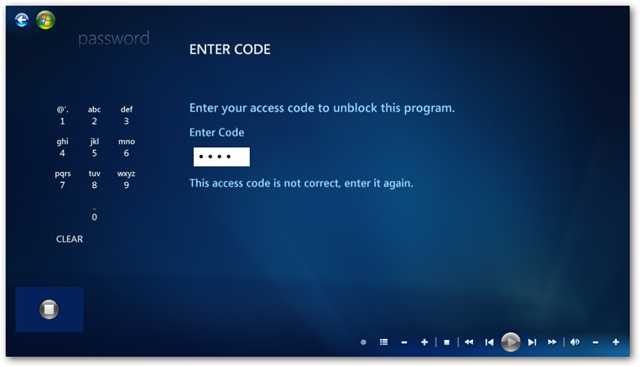 password
ENTER CODE
@'. abc def
1 2 3
ghi jkl mno
4 5 6
pqrs tuv wxyz
7 8 9
0
CLEAR
Enter your access code to unblock this program.
Enter Code
••••
This access code is not correct, enter it again.